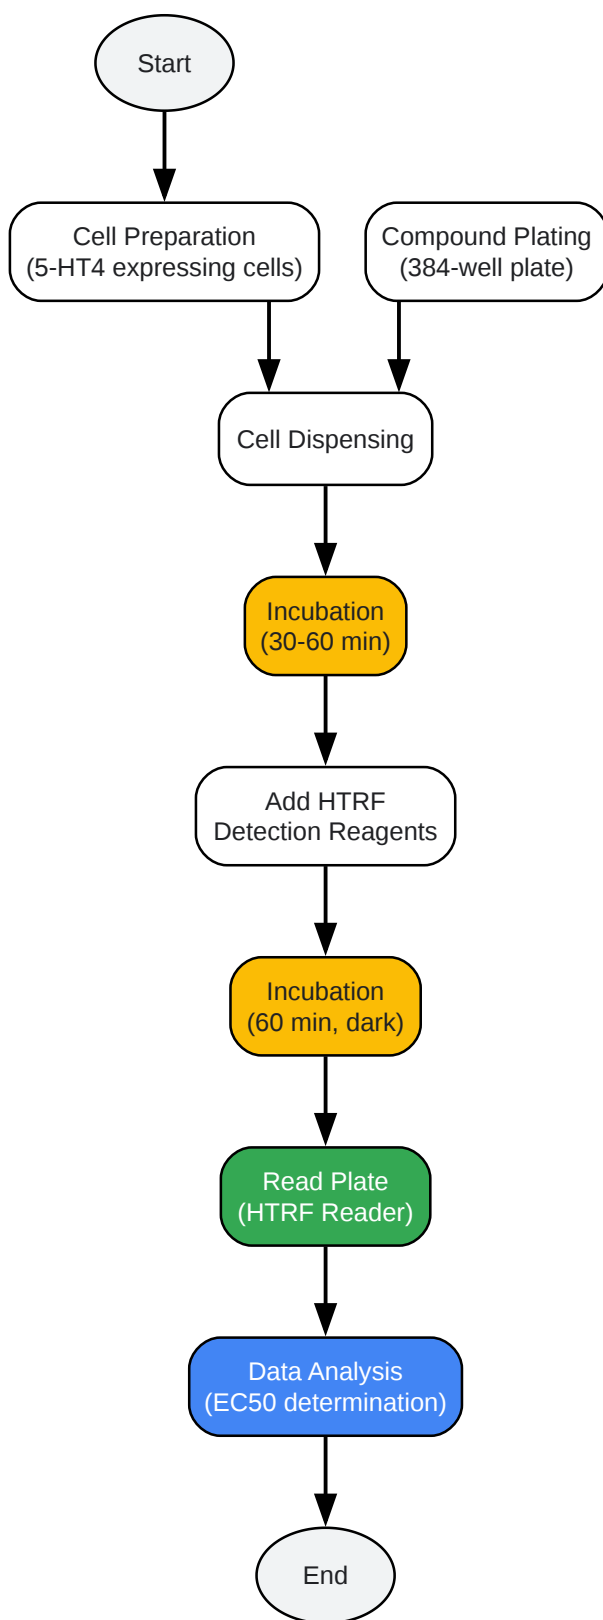 Start
Cell Preparation
(5-HT4 expressing cells)
Compound Plating
(384-well plate)
Cell Dispensing
Incubation
(30-60 min)
Add HTRF
Detection Reagents
Incubation
(60 min, dark)
Read Plate
(HTRF Reader)
Data Analysis
(EC50 determination)
End